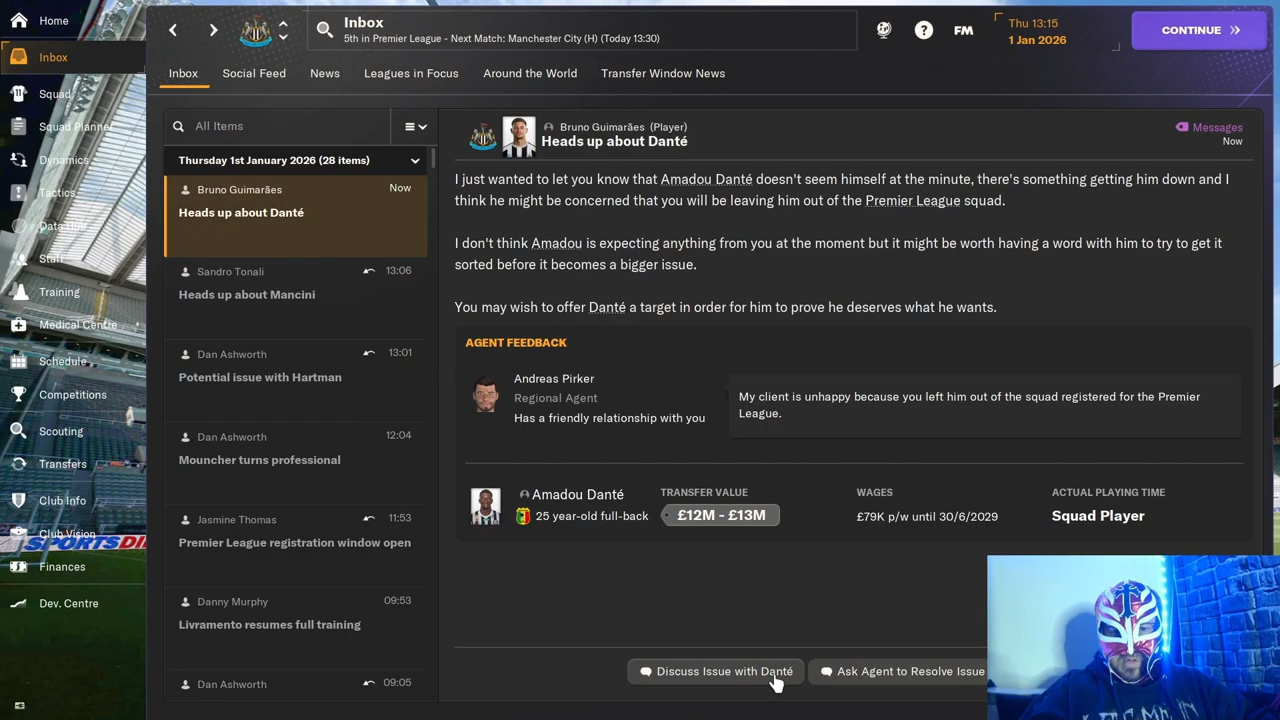 Home
Inbox
Squad
Squad Planner
Dynamics
Tactics
Data Hub
Staff
Training
Medical Centre
Schedule
Competitions
Scouting
Transfers
Club Info
Club Vision
SPORTS DI
Finances
Dev. Centre
Inbox
5th in Premier League - Next Match: Manchester City (H) (Today 13:30)
?
FM
Thu 13:15
1 Jan 2026
CONTINUE
Inbox
Social Feed
News
Leagues in Focus
Around the World
Transfer Window News
All Items
Thursday 1st January 2026 (28 items)
Bruno Guimarães
Now
Heads up about Danté
Sandro Tonali
13:06
Heads up about Mancini
Dan Ashworth
13:01
Potential issue with Hartman
Dan Ashworth
12:04
Mouncher turns professional
Jasmine Thomas
11:53
Premier League registration window open
Danny Murphy
09:53
Livramento resumes full training
Dan Ashworth
09:05
Bruno Guimarães (Player)
Heads up about Danté
Messages
Now
I just wanted to let you know that Amadou Danté doesn't seem himself at the minute, there's something getting him down and I
think he might be concerned that you will be leaving him out of the Premier League squad.
I don't think Amadou is expecting anything from you at the moment but it might be worth having a word with him to try to get it
sorted before it becomes a bigger issue.
You may wish to offer Danté a target in order for him to prove he deserves what he wants.
AGENT FEEDBACK
Andreas Pirker
Regional Agent
Has a friendly relationship with you
My client is unhappy because you left him out of the squad registered for the Premier
League.
Amadou Danté
25 year-old full-back
TRANSFER VALUE
£12M - £13M
WAGES
£79K p/w until 30/6/2029
ACTUAL PLAYING TIME
Squad Player
Discuss Issue with Danté
Ask Agent to Resolve Issue